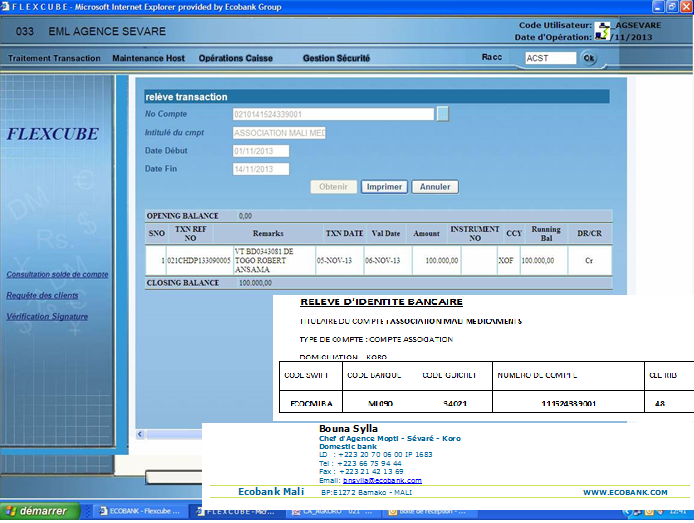 FLEXCUBE - Microsoft Internet Explorer provided by Ecobank Group
033 EML AGENCE SEVARE
Code Utilisateur: AGSEVARE
Date d'Opération: /11/2013
Traitement Transaction Maintenance Host Opérations Caisse Gestion Sécurité Racc ACST Ok
FLEXCUBE
Consultation solde de compte
Requête des clients
Vérification Signature
relève transaction
No Compte 0210141524339001
Intitulé du cmpt ASSOCIATION MALI MED
Date Début 01/11/2013
Date Fin 14/11/2013
Obtenir Imprimer Annuler
OPENING BALANCE 0,00
SNO TXN REF NO Remarks TXN DATE Val Date Amount INSTRUMENT NO CCY Running Bal DR/CR
1 021CHDP133090005 VT BD0343081 DE TOGO ROBERT ANSAMA 05-NOV-13 06-NOV-13 100.000,00 XOF 100.000,00 Cr
CLOSING BALANCE 100.000,00
RELEVE D'IDENTITE BANCAIRE
TITULAIRE DU COMPTE : ASSOCIATION MALI MEDICAMENTS
TYPE DE COMPTE : COMPTE ASSOCIATION
DOMICILIATION KORO
CODE SWIFT CODE BANQUE CODE GUICHET NUMERO DE COMPTE CLE RIB
48
Bouna Sylla
Chef d'Agence Mopti - Sévaré - Koro
Domestic bank
LD : +223 20 70 06 00 IP 1683
Tel : +223 66 75 94 44
Fax : +223 21 42 13 69
Email: bnsylla@ecobank.com
Ecobank Mali BP:E1272 Bamako - MALI WWW.ECOBANK.COM
démarrer ECOBANK - Flexcube ... FLEXCUBE - Micr... CA_AGKORO 021 Boîte de réception - ... 12:41